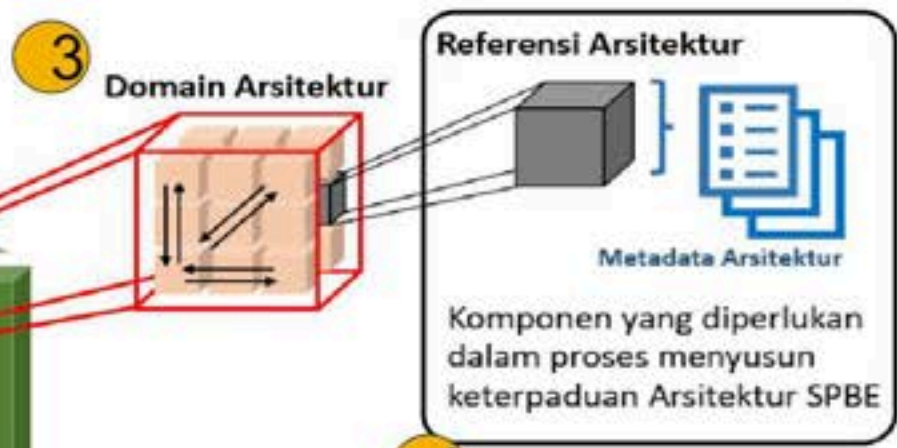 3
Domain Arsitektur
Referensi Arsitektur
Metadata Arsitektur
Komponen yang diperlukan
dalam proses menyusun
keterpaduan Arsitektur SPBE